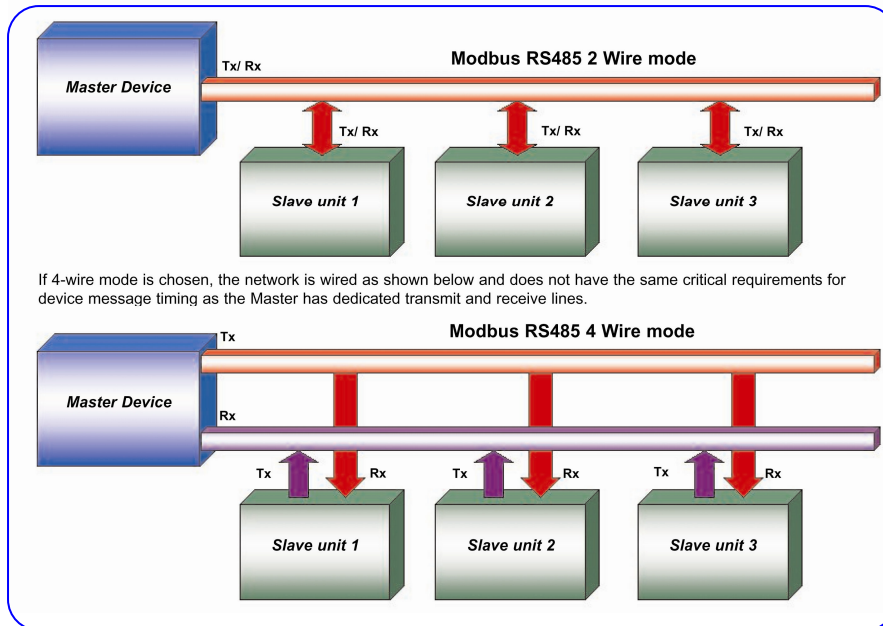 Modbus RS485 2 Wire mode
Master Device
Tx/ Rx
Tx/ Rx
Tx/ Rx
Tx/ Rx
Slave unit 1
Slave unit 2
Slave unit 3
If 4-wire mode is chosen, the network is wired as shown below and does not have the same critical requirements for
device message timing as the Master has dedicated transmit and receive lines.
Modbus RS485 4 Wire mode
Tx
Master Device
Rx
Tx
Rx
Tx
Rx
Tx
Rx
Slave unit 1
Slave unit 2
Slave unit 3